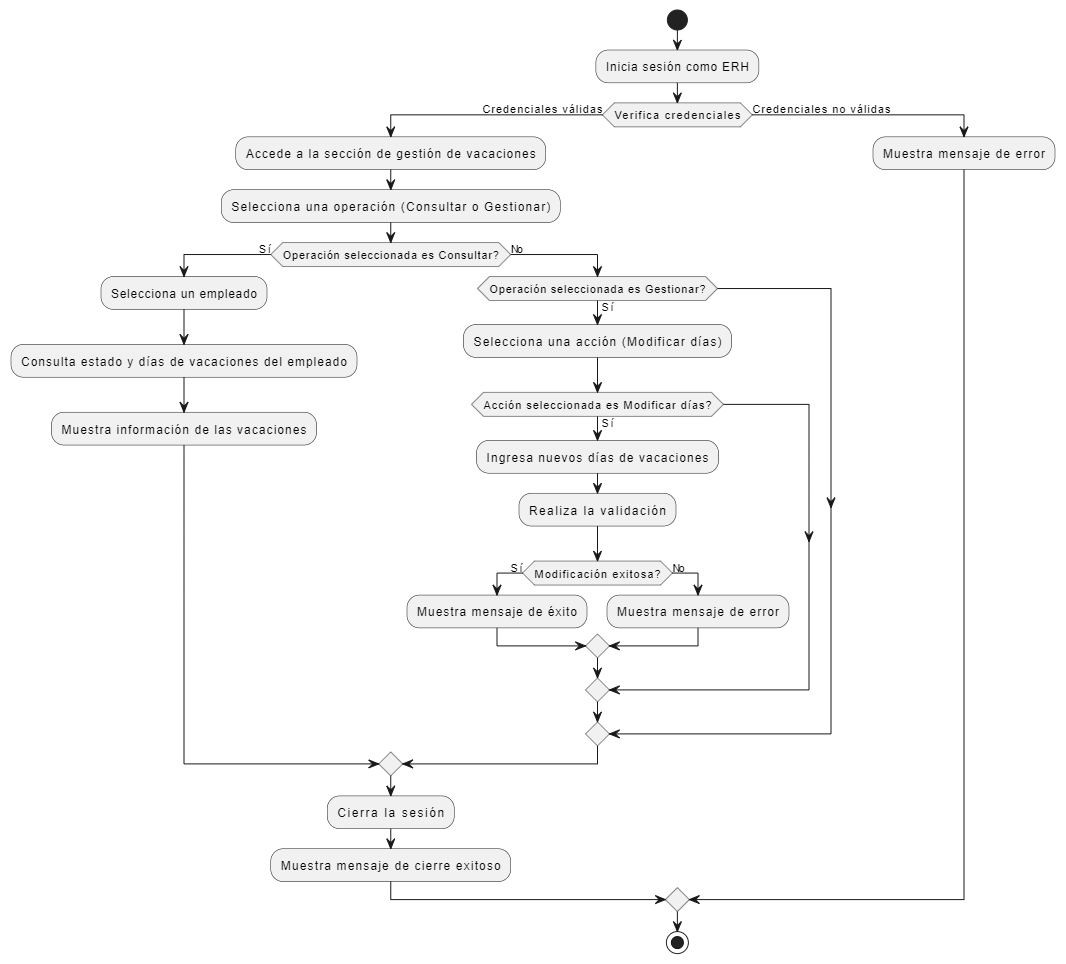 Inicia sesión como ERH
Credenciales válidas
Verifica credenciales
Credenciales no válidas
Accede a la sección de gestión de vacaciones
Muestra mensaje de error
Selecciona una operación (Consultar o Gestionar)
Sí
Operación seleccionada es Consultar?
No
Selecciona un empleado
Operación seleccionada es Gestionar?
Sí
Consulta estado y días de vacaciones del empleado
Selecciona una acción (Modificar días)
Muestra información de las vacaciones
Acción seleccionada es Modificar días?
Sí
Ingresa nuevos días de vacaciones
Realiza la validación
Sí
Modificación exitosa?
No
Muestra mensaje de éxito
Muestra mensaje de error
Cierra la sesión
Muestra mensaje de cierre exitoso